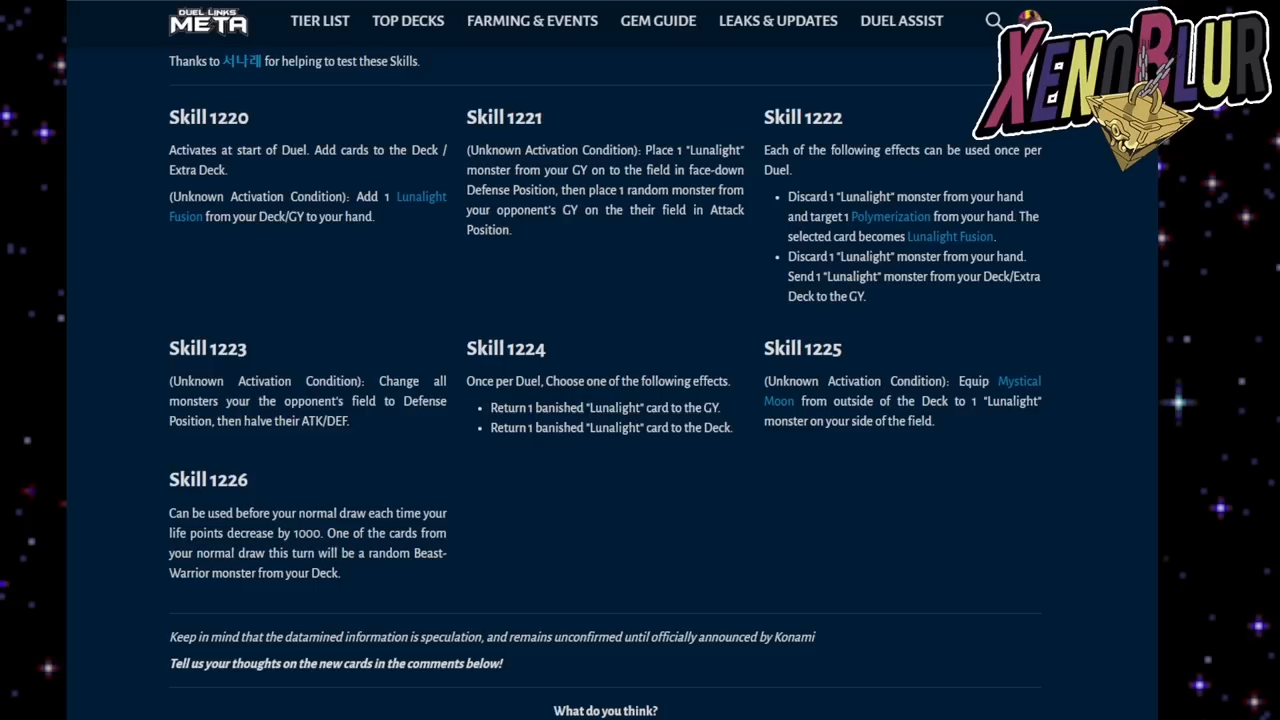 DUEL LINKS
META
TIER LIST
TOP DECKS
FARMING & EVENTS
GEM GUIDE
LEAKS & UPDATES
DUEL ASSIST
XENOBLUR
Thanks to 서나래 for helping to test these Skills.
Skill 1220
Activates at start of Duel. Add cards to the Deck /
Extra Deck.
(Unknown Activation Condition): Add 1 Lunalight
Fusion from your Deck/GY to your hand.
Skill 1221
(Unknown Activation Condition): Place 1 "Lunalight"
monster from your GY on to the field in face-down
Defense Position, then place 1 random monster from
your opponent's GY on the their field in Attack
Position.
Skill 1222
Each of the following effects can be used once per
Duel.
• Discard 1 "Lunalight" monster from your hand
and target 1 Polymerization from your hand. The
selected card becomes Lunalight Fusion.
• Discard 1 "Lunalight" monster from your hand.
Send 1 "Lunalight" monster from your Deck/Extra
Deck to the GY.
Skill 1223
(Unknown Activation Condition): Change all
monsters your the opponent's field to Defense
Position, then halve their ATK/DEF.
Skill 1224
Once per Duel, Choose one of the following effects.
• Return 1 banished "Lunalight" card to the GY.
• Return 1 banished "Lunalight" card to the Deck.
Skill 1225
(Unknown Activation Condition): Equip Mystical
Moon from outside of the Deck to 1 "Lunalight"
monster on your side of the field.
Skill 1226
Can be used before your normal draw each time your
life points decrease by 1000. One of the cards from
your normal draw this turn will be a random Beast-
Warrior monster from your Deck.
Keep in mind that the datamined information is speculation, and remains unconfirmed until officially announced by Konami
Tell us your thoughts on the new cards in the comments below!
What do you think?